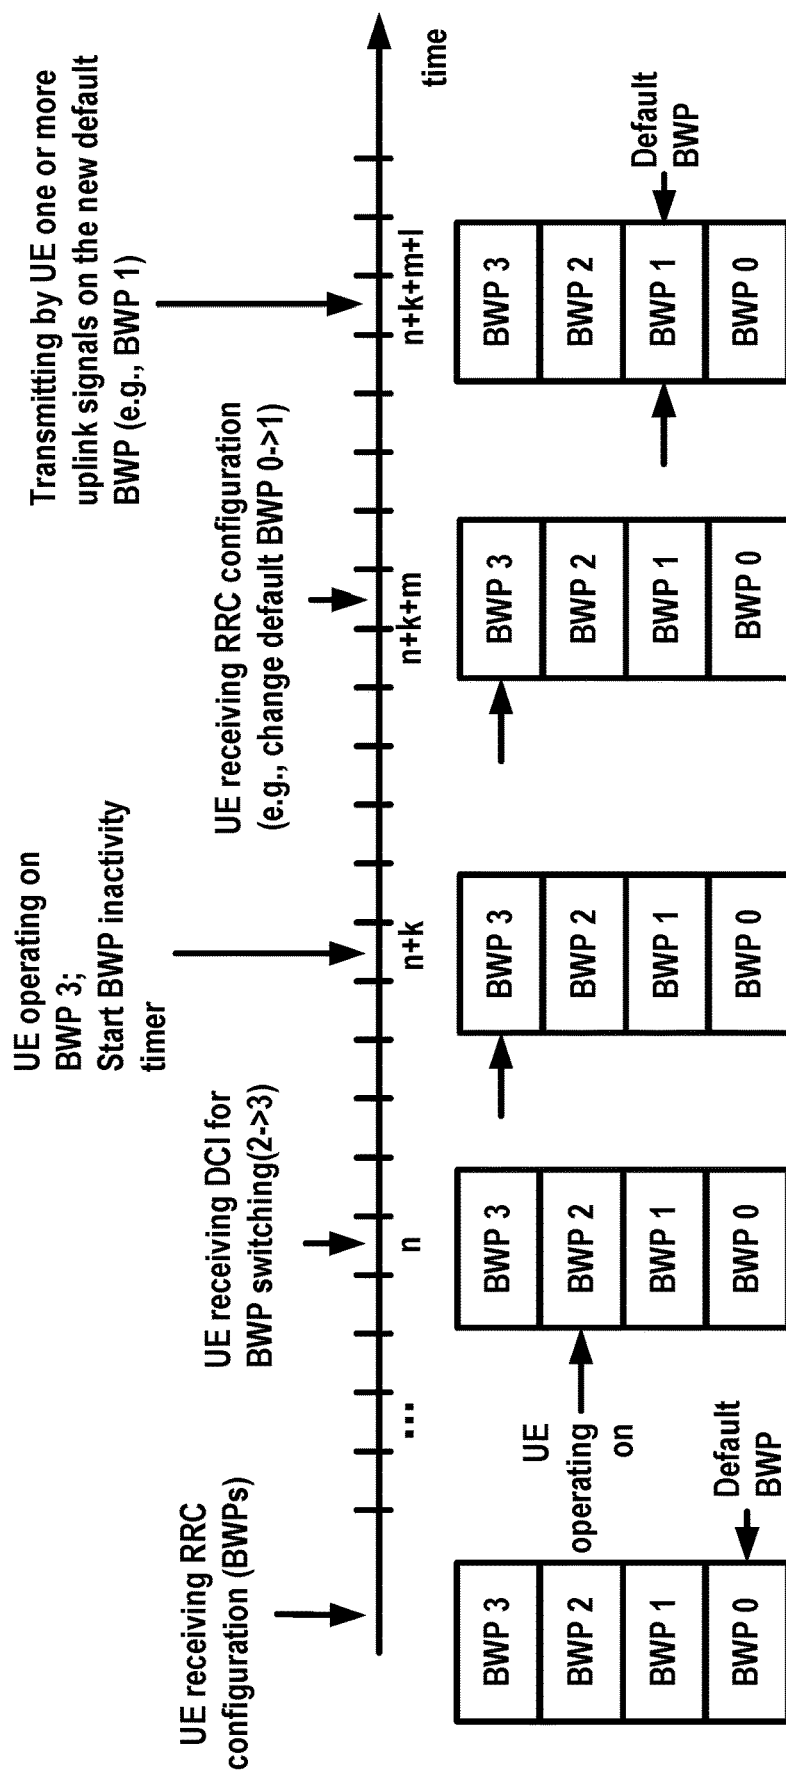 UE receiving RRC
configuration (BWPs)
UE receiving DCI for
BWP switching(2->3)
UE operating on
BWP 3;
Start BWP inactivity
timer
UE receiving RRC configuration
(e.g., change default BWP 0->1)
Transmitting by UE one or more
uplink signals on the new default
BWP (e.g., BWP 1)
...
n
n+k
n+k+m
n+k+m+l
time
BWP 3
BWP 2
BWP 1
BWP 0
Default
BWP
UE
operating
on
BWP 3
BWP 2
BWP 1
BWP 0
BWP 3
BWP 2
BWP 1
BWP 0
BWP 3
BWP 2
BWP 1
BWP 0
BWP 3
BWP 2
BWP 1
BWP 0
Default
BWP